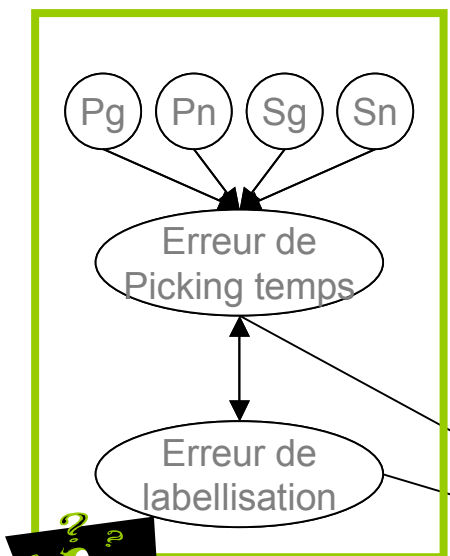 Pg Pn Sg Sn
Erreur de
Picking temps
Erreur de
labellisation
? ?